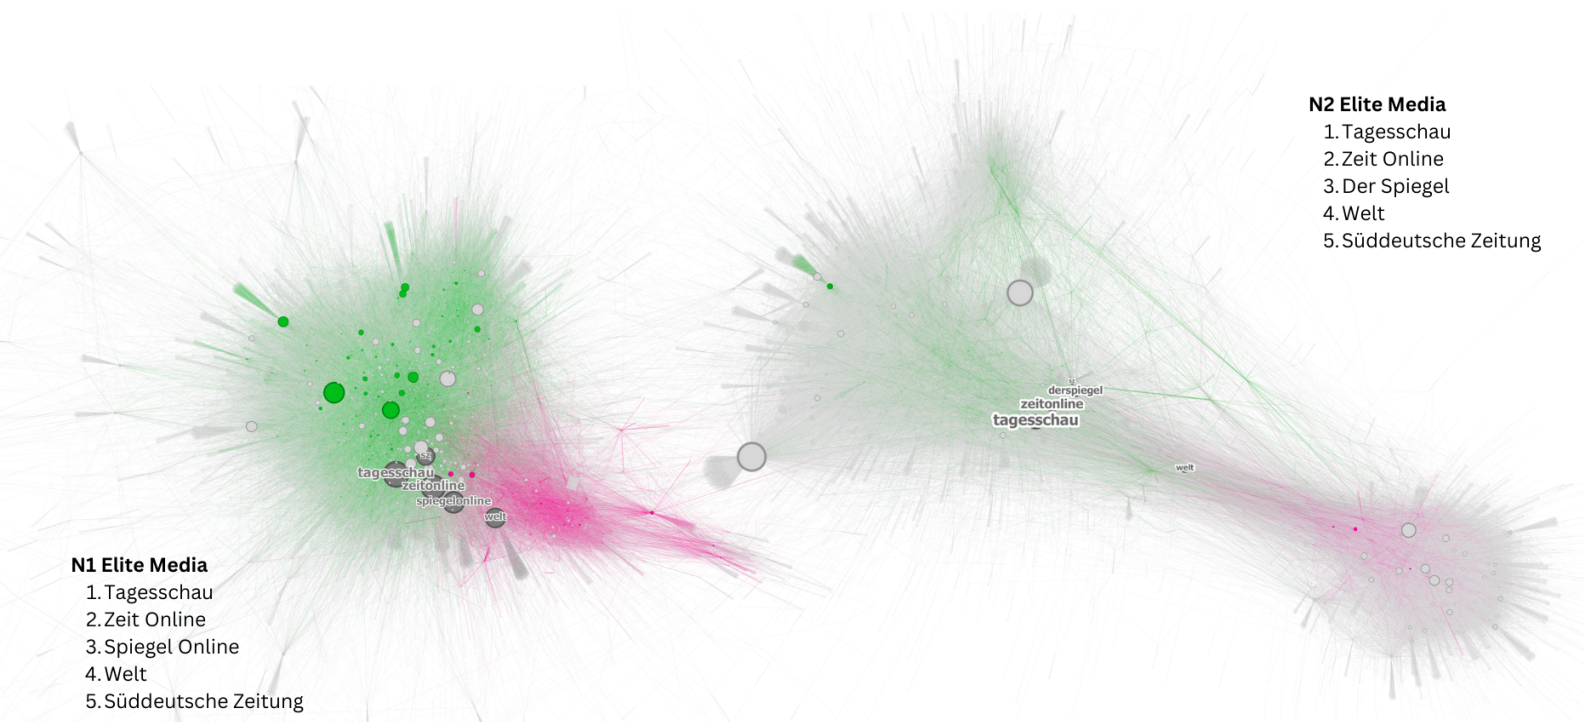 N2 Elite Media
1. Tagesschau
2. Zeit Online
3. Der Spiegel
4. Welt
5. Süddeutsche Zeitung
sz
derspiegel
zeitonline
tagesschau
welt
sz
tagesschau
zeitonline
spiegelonline
welt
N1 Elite Media
1. Tagesschau
2. Zeit Online
3. Spiegel Online
4. Welt
5. Süddeutsche Zeitung